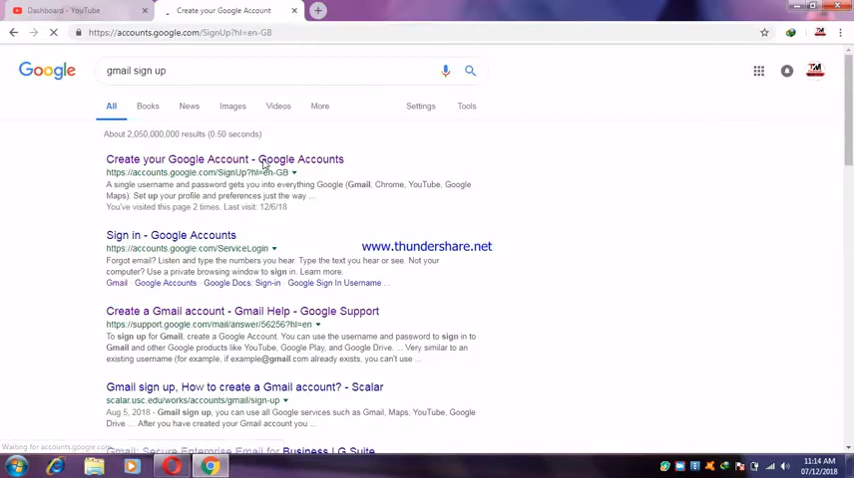 Dashboard - YouTube
Create your Google Account
https://accounts.google.com/SignUp?hl=en-GB
Google
gmail sign up
All Books News Images Videos More Settings Tools
About 2,050,000,000 results (0.50 seconds)
Create your Google Account - Google Accounts
https://accounts.google.com/SignUp?hl=en-GB
A single username and password gets you into everything Google (Gmail, Chrome, YouTube, Google
Maps). Set up your profile and preferences just the way ...
You've visited this page 2 times. Last visit: 12/6/18
Sign in - Google Accounts
https://accounts.google.com/ServiceLogin
www.thundershare.net
Forgot email? Listen and type the numbers you hear. Type the text you hear or see. Not your
computer? Use a private browsing window to sign in. Learn more.
Gmail · Google Accounts · Google Docs: Sign-in · Google Sign In Username ...
Create a Gmail account - Gmail Help - Google Support
https://support.google.com/mail/answer/56256?hl=en
To sign up for Gmail, create a Google Account. You can use the username and password to sign in to
Gmail and other Google products like YouTube, Google Play, and Google Drive. ... Very similar to an
existing username (for example, if example@gmail.com already exists, you can't use ...
Gmail sign up, How to create a Gmail account? - Scalar
scalar.usc.edu/works/accounts/gmail/sign-up
Aug 5, 2018 - Gmail sign up, you can use all Google services such as Gmail, Maps, YouTube, Google
Drive ... After you have created your Gmail account you ...
Gmail: Secure Enterprise Email for Business | G Suite
Waiting for accounts.google.com...
11:14 AM
07/12/2018